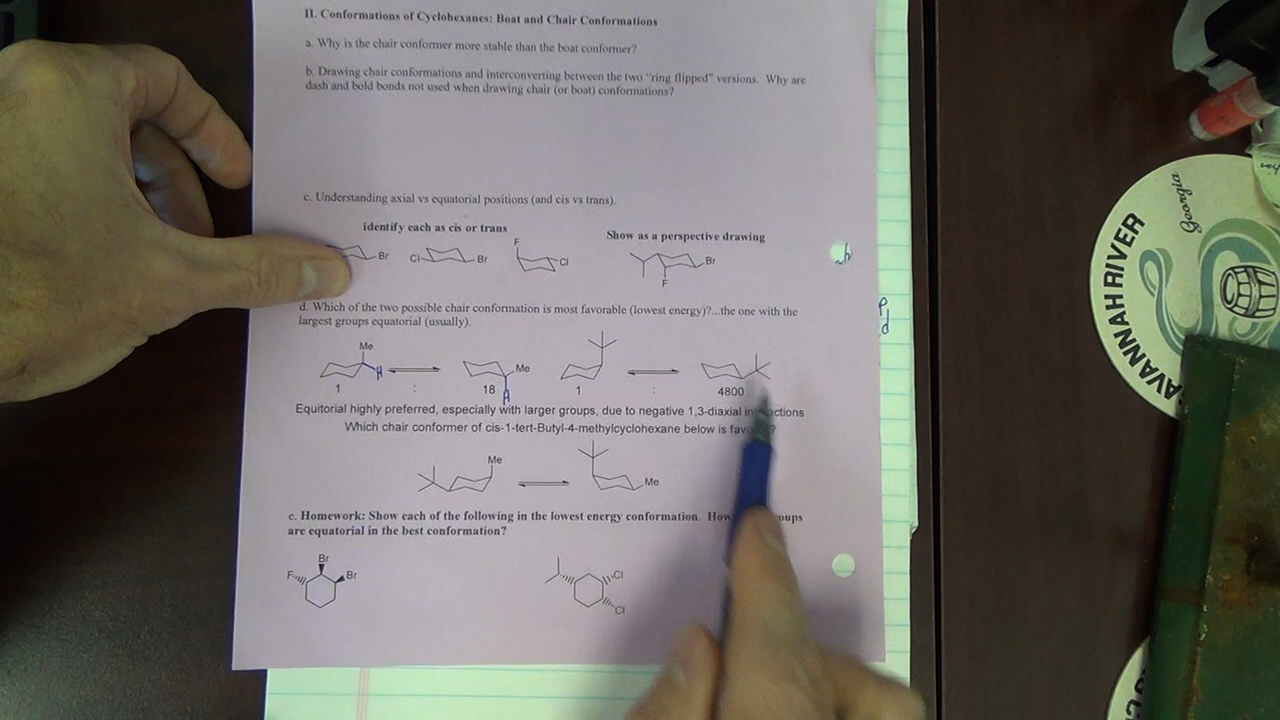 II. Conformations of Cyclohexanes: Boat and Chair Conformations
a. Why is the chair conformer more stable than the boat conformer?
b. Drawing chair conformations and interconverting between the two "ring flipped" versions. Why are
dash and bold bonds not used when drawing chair (or boat) conformations?
c. Understanding axial vs equatorial positions (and cis vs trans).
identify each as cis or trans
Show as a perspective drawing
Br Cl Br F Cl F Br
d. Which of the two possible chair conformation is most favorable (lowest energy)?...the one with the
largest groups equatorial (usually).
Me H Me H
1 : 18 1 : 4800
Equitorial highly preferred, especially with larger groups, due to negative 1,3-diaxial
Which chair conformer of cis-1-tert-Butyl-4-methylcyclohexane below is ?
Me Me
e. Homework: Show each of the following in the lowest energy conformation.
are equatorial in the best conformation?
F Br Br Cl Cl
SAVANNAH RIVER
Georgia